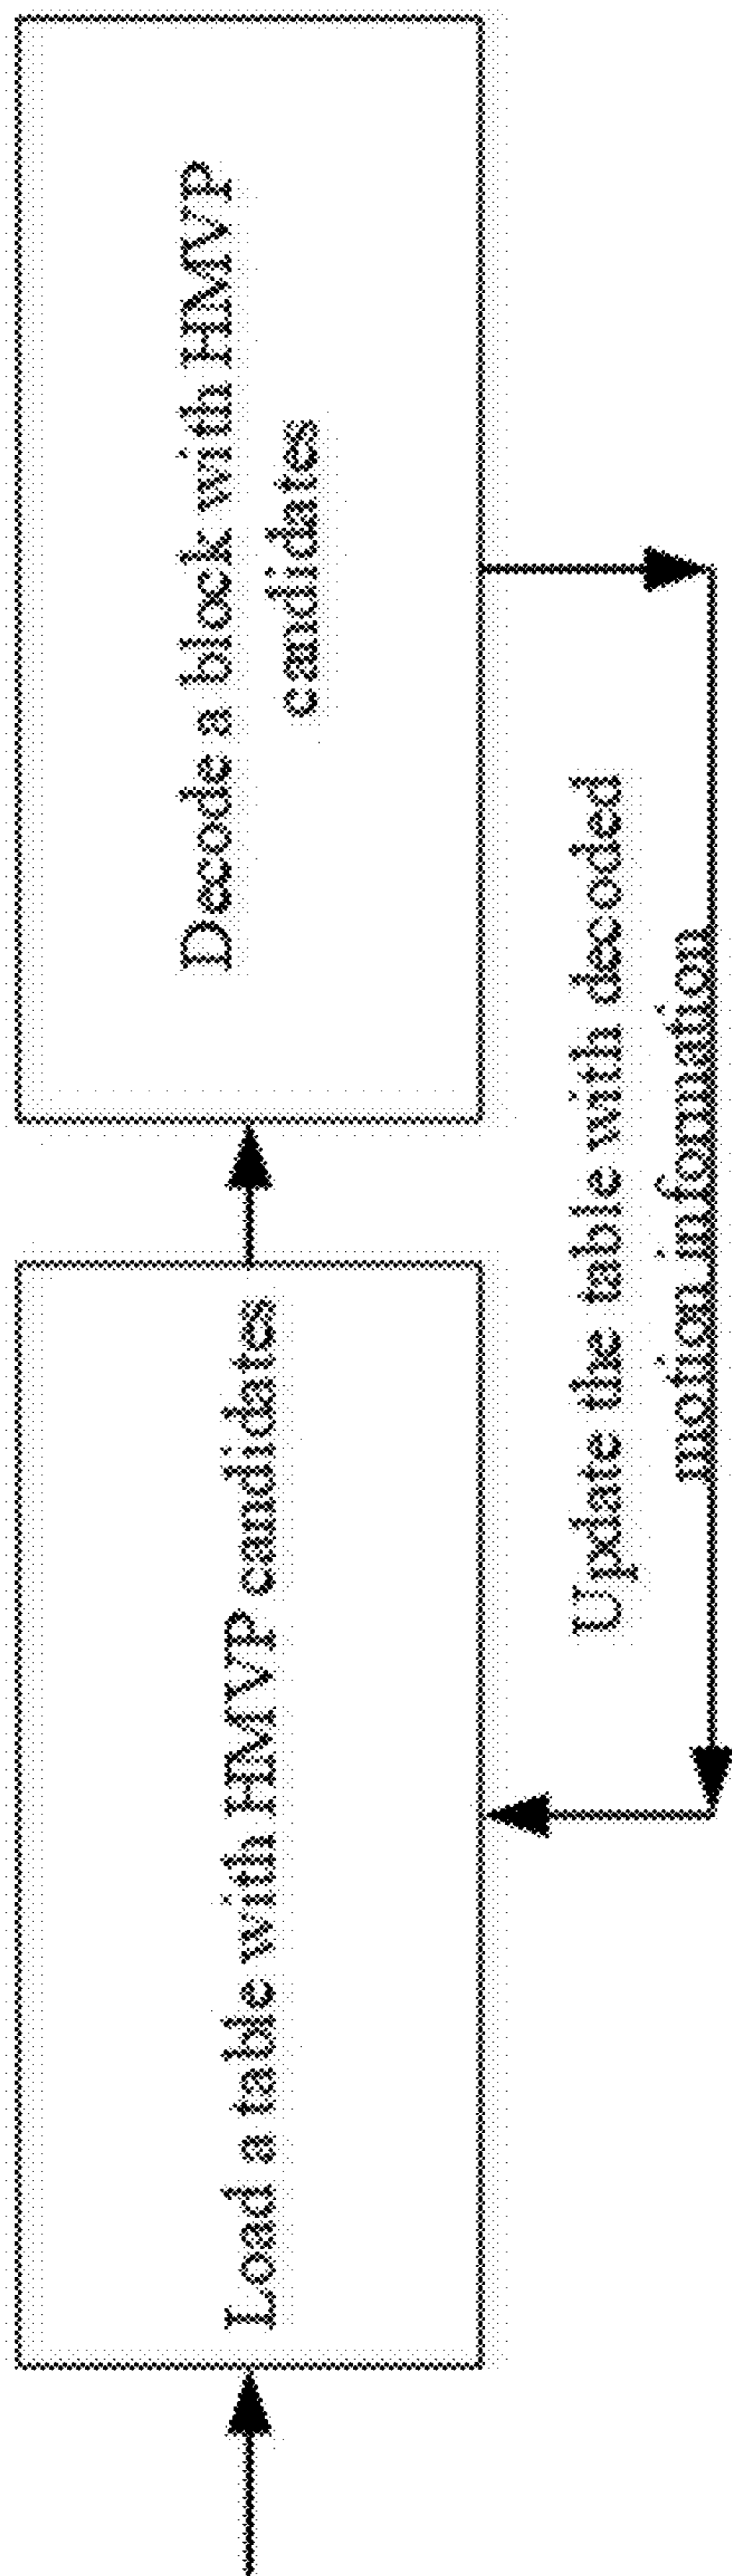 Load a table with HMVP candidates
Decode a block with HMVP
candidates
Update the table with decoded
motion information